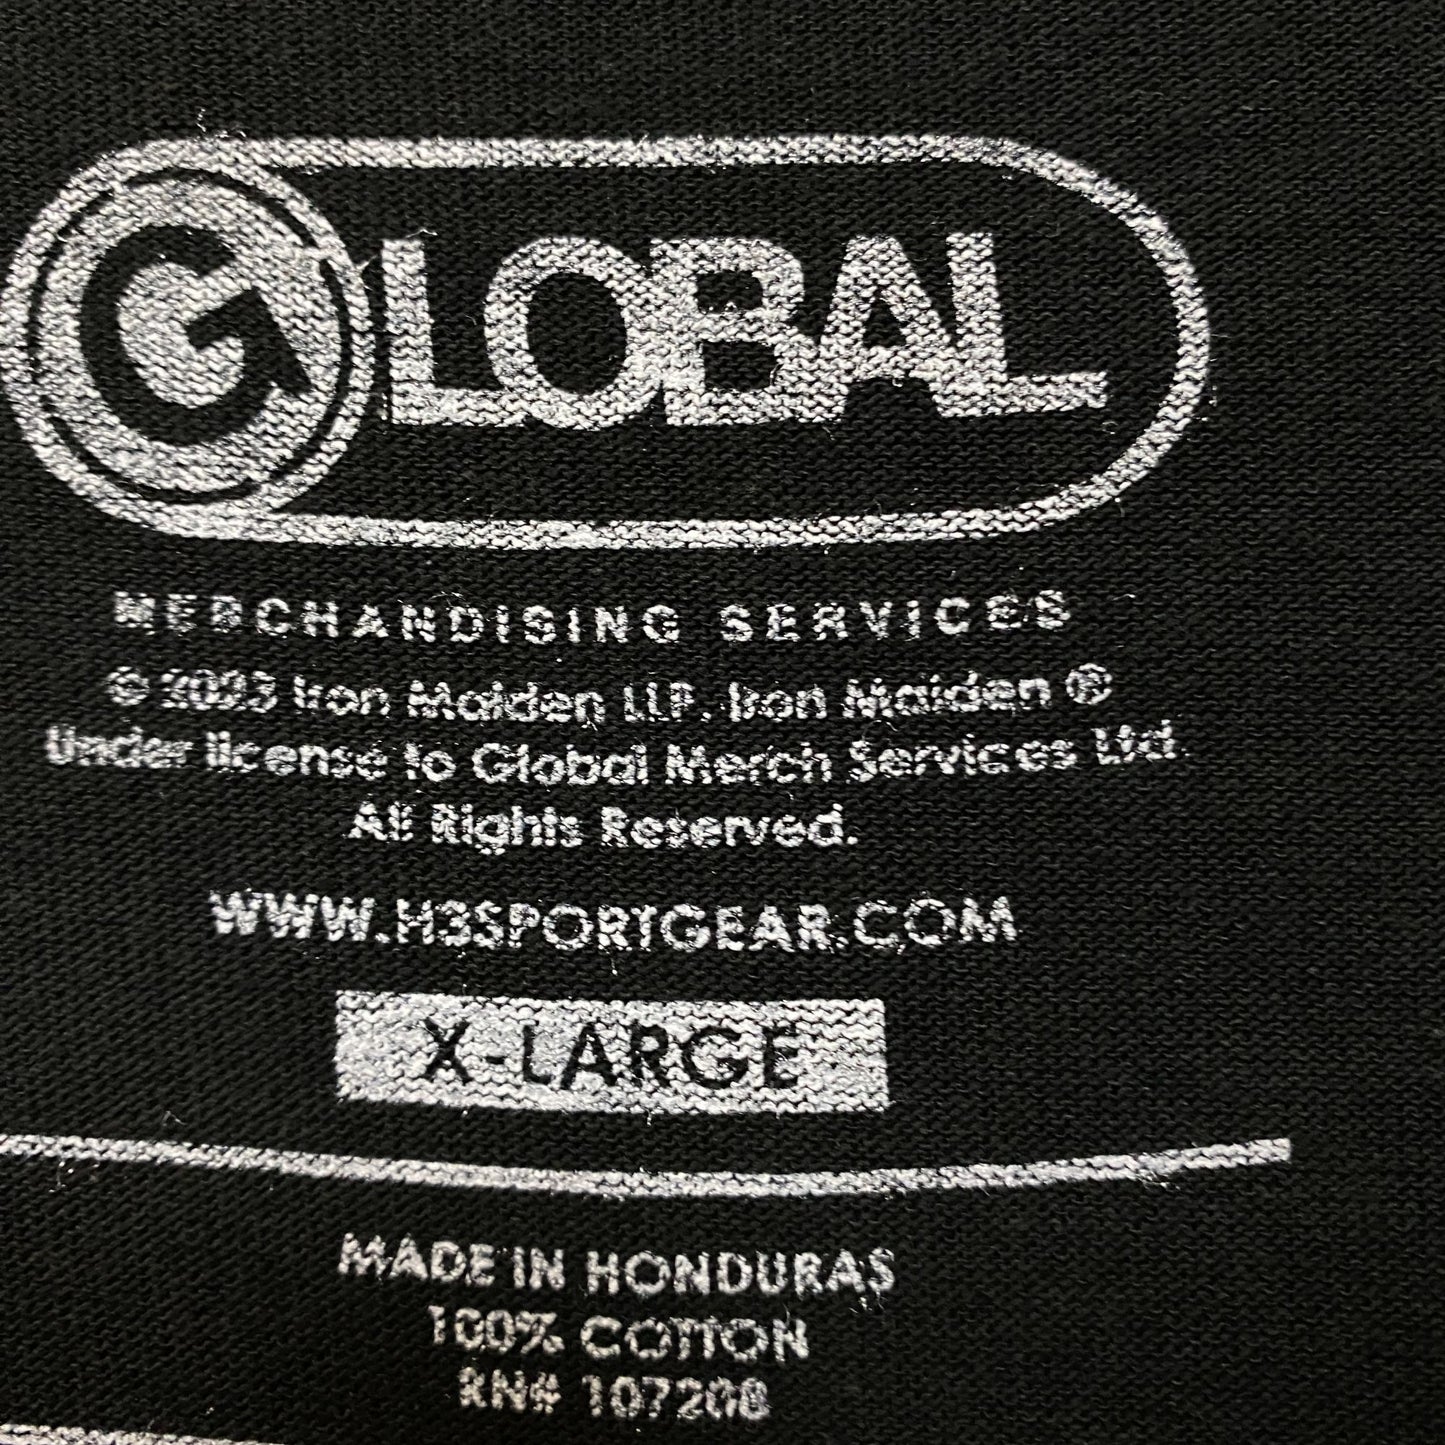 GLOBAL
MERCHANDISING SERVICES
© 2023 Iron Maiden LLP. Iron Maiden ®
Under license to Global Merch Services Ltd
All Rights Reserved.
WWW.H3SPORTGEAR.COM
X-LARGE
MADE IN HONDURAS
100% COTTON
RN# 107208